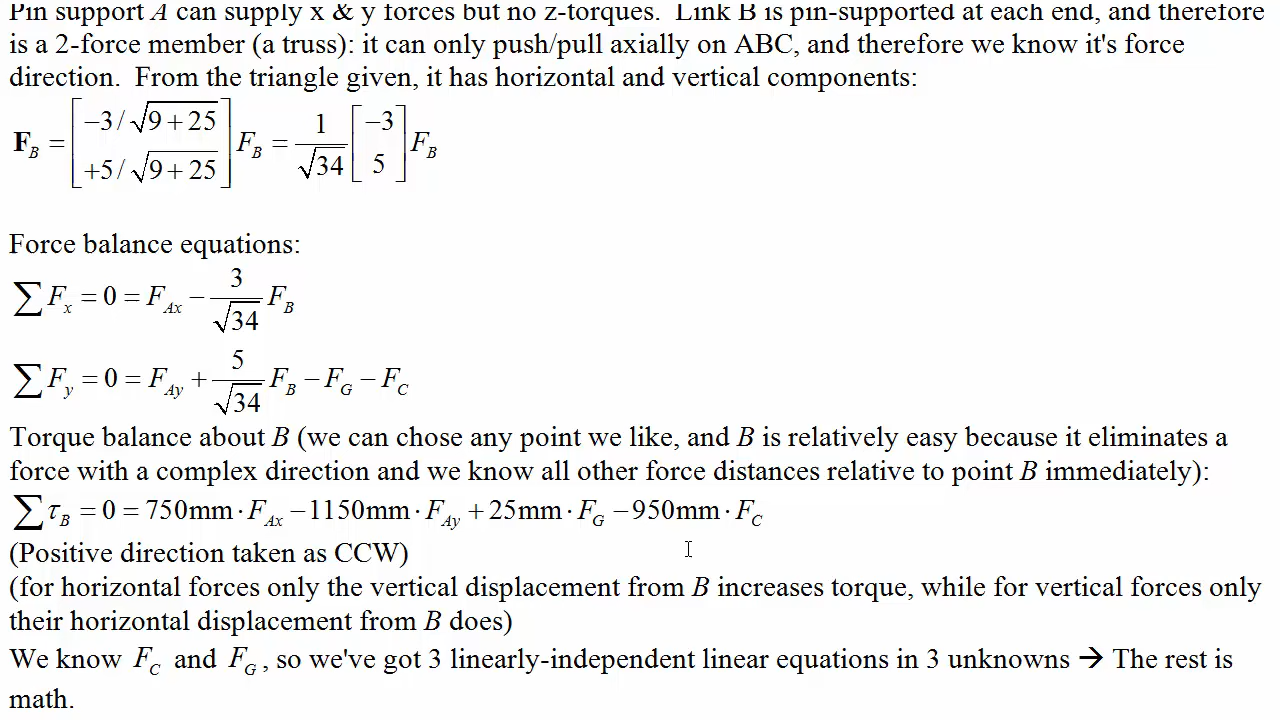 Pin support A can supply x & y forces but no z-torques. Link B is pin-supported at each end, and therefore
is a 2-force member (a truss): it can only push/pull axially on ABC, and therefore we know it's force
direction. From the triangle given, it has horizontal and vertical components:
F_B = [−3/√(9+25) ; +5/√(9+25)] F_B = 1/√34 [−3 ; 5] F_B
Force balance equations:
∑F_x = 0 = F_Ax − 3/√34 F_B
∑F_y = 0 = F_Ay + 5/√34 F_B − F_G − F_C
Torque balance about B (we can chose any point we like, and B is relatively easy because it eliminates a
force with a complex direction and we know all other force distances relative to point B immediately):
∑τ_B = 0 = 750mm·F_Ax − 1150mm·F_Ay + 25mm·F_G − 950mm·F_C
(Positive direction taken as CCW)
(for horizontal forces only the vertical displacement from B increases torque, while for vertical forces only
their horizontal displacement from B does)
We know F_C and F_G, so we've got 3 linearly-independent linear equations in 3 unknowns → The rest is
math.